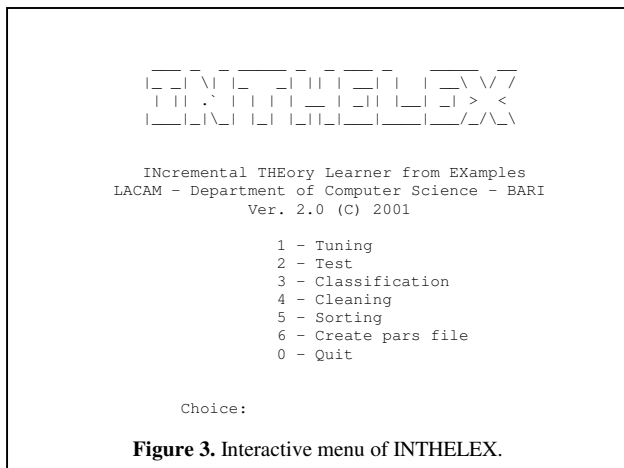 INTHELEX
INcremental THEory Learner from EXamples
LACAM - Department of Computer Science - BARI
Ver. 2.0 (C) 2001
1 - Tuning
2 - Test
3 - Classification
4 - Cleaning
5 - Sorting
6 - Create pars file
0 - Quit
Choice:
Figure 3. Interactive menu of INTHELEX.